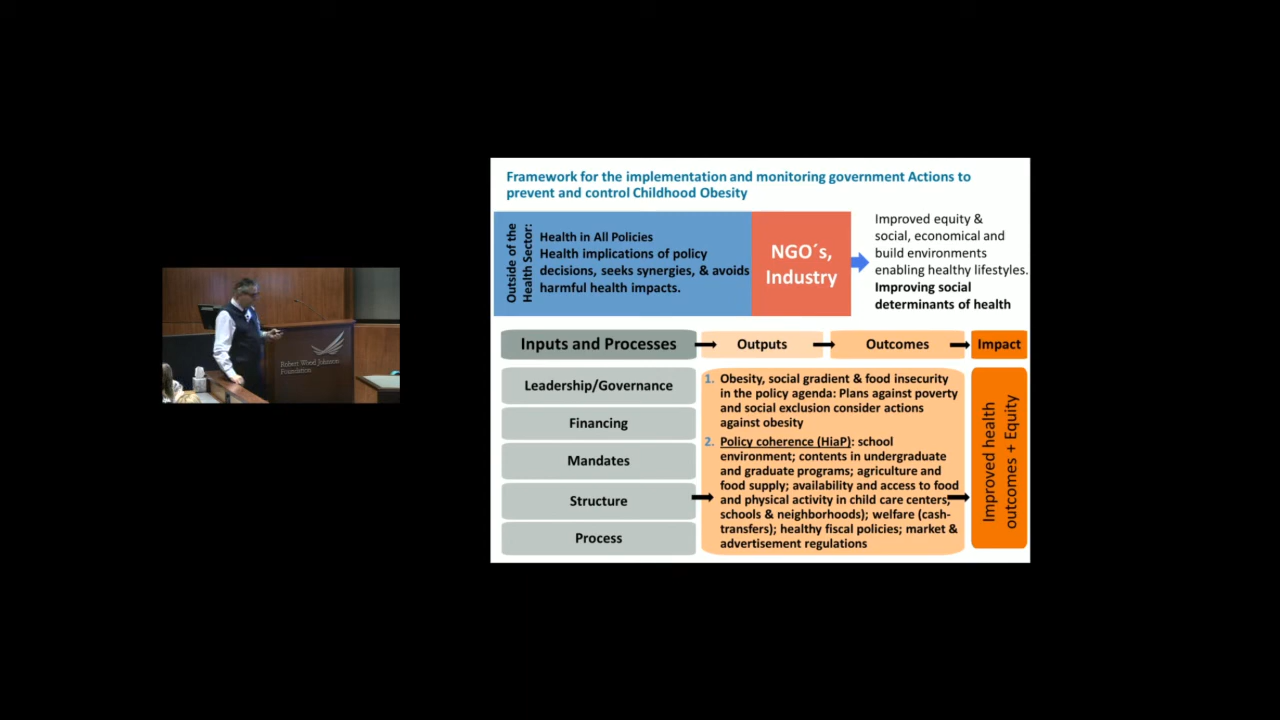 Framework for the implementation and monitoring government Actions to
prevent and control Childhood Obesity
Outside of the
Health Sector:
Health in All Policies
Health implications of policy
decisions, seeks synergies, & avoids
harmful health impacts.
NGO´s,
Industry
Improved equity &
social, economical and
build environments
enabling healthy lifestyles.
Improving social
determinants of health
Inputs and Processes
Outputs
Outcomes
Impact
Leadership/Governance
Financing
Mandates
Structure
Process
1. Obesity, social gradient & food insecurity
in the policy agenda: Plans against poverty
and social exclusion consider actions
against obesity
2. Policy coherence (HiaP): school
environment; contents in undergraduate
and graduate programs; agriculture and
food supply; availability and access to food
and physical activity in child care centers,
schools & neighborhoods); welfare (cash-
transfers); healthy fiscal policies; market &
advertisement regulations
Improved health
outcomes + Equity
Robert Wood Johnson
Foundation